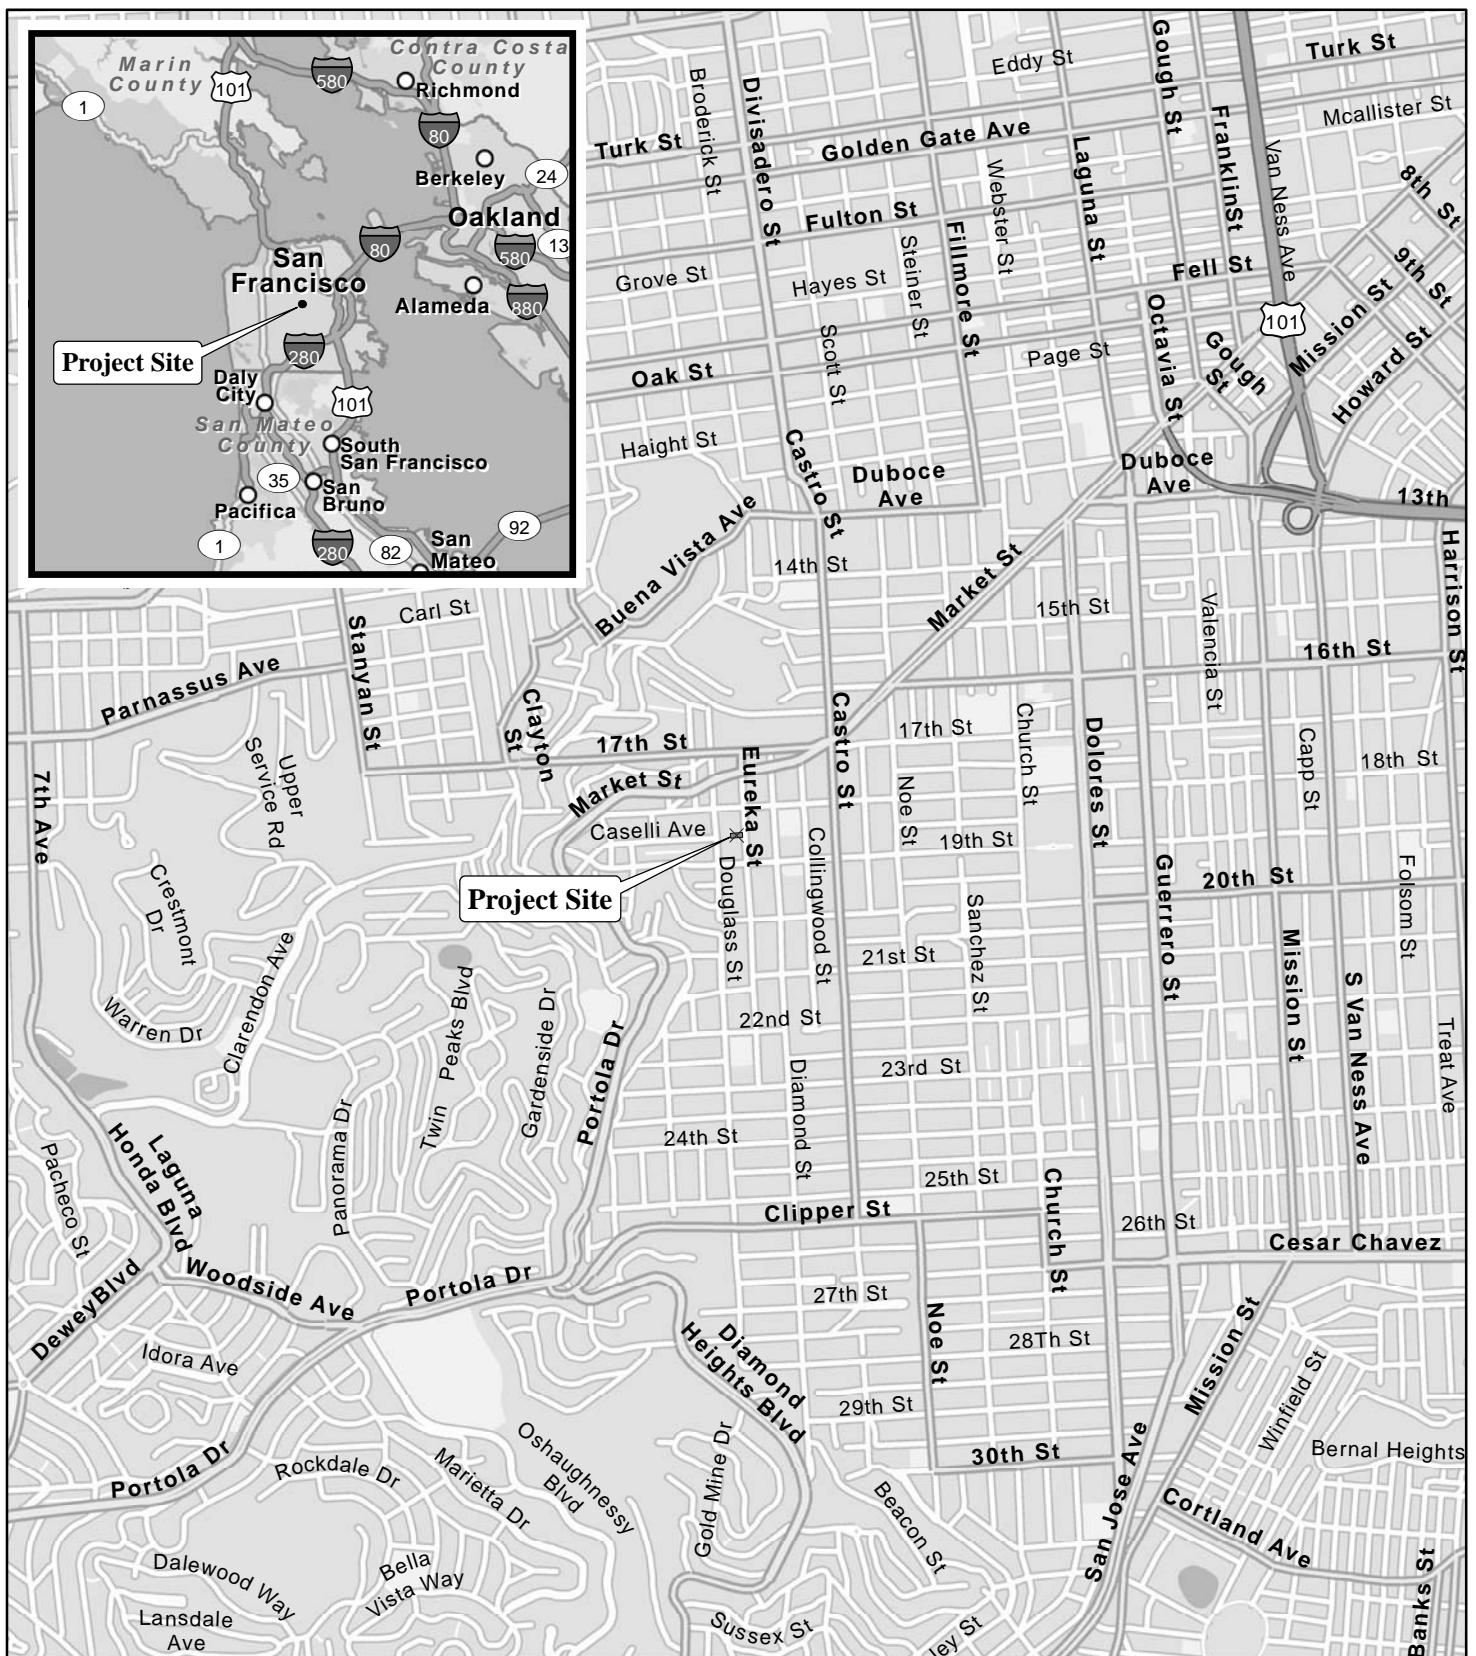 Marin
County
Contra Costa
County
101
580
Richmond
1
80
Berkeley
24
Oakland
80
580
13
San
Francisco
Alameda
880
Project Site
280
Daly
City
101
San Mateo
County
South
San Francisco
35
San
Bruno
Pacifica
92
1
280
82
San
Mateo
Eddy St
Gough St
Turk St
Broderick St
Divisadero St
Franklin St
Mcallister St
Turk St
Golden Gate Ave
Laguna St
Van Ness Ave
Webster St
8th St
Fulton St
Steiner St
Fillmore St
Grove St
Hayes St
Fell St
9th St
Mission St
Octavia St
101
Scott St
Page St
Gough
St
Howard St
Oak St
Haight St
Castro St
Duboce
Ave
Duboce
Ave
13th
Buena Vista Ave
14th St
Market St
Harrison St
Carl St
15th St
Valencia St
Stanyan St
16th St
Parnassus Ave
Clayton
St
Castro St
17th St
17th St
Church St
Dolores St
Capp St
18th St
Upper
Service Rd
7th Ave
Eureka St
Market St
Noe St
Caselli Ave
Collingwood St
19th St
Project Site
Douglass St
Guerrero St
20th St
Folsom St
Crestmont
Dr
Sanchez St
21st St
Clarendon Ave
Mission St
S Van Ness Ave
Warren Dr
Twin Peaks Blvd
Gardenside Dr
22nd St
Portola Dr
Treat Ave
23rd St
Diamond St
Panorama Dr
24th St
Laguna
Honda Blvd
Pacheco St
25th St
Church St
Clipper St
26th St
Cesar Chavez
Dewey Blvd
Woodside Ave
Portola Dr
27th St
Noe St
28Th St
Mission St
Idora Ave
Diamond
Heights Blvd
Winfield St
29th St
Oshaughnessy
Blvd
Gold Mine Dr
Bernal Heights
Portola Dr
Rockdale Dr
Marietta Dr
30th St
San Jose Ave
Beacon St
Cortland Ave
Dalewood Way
Bella
Vista Way
Banks St
Lansdale
Ave
Sussex St
ley St